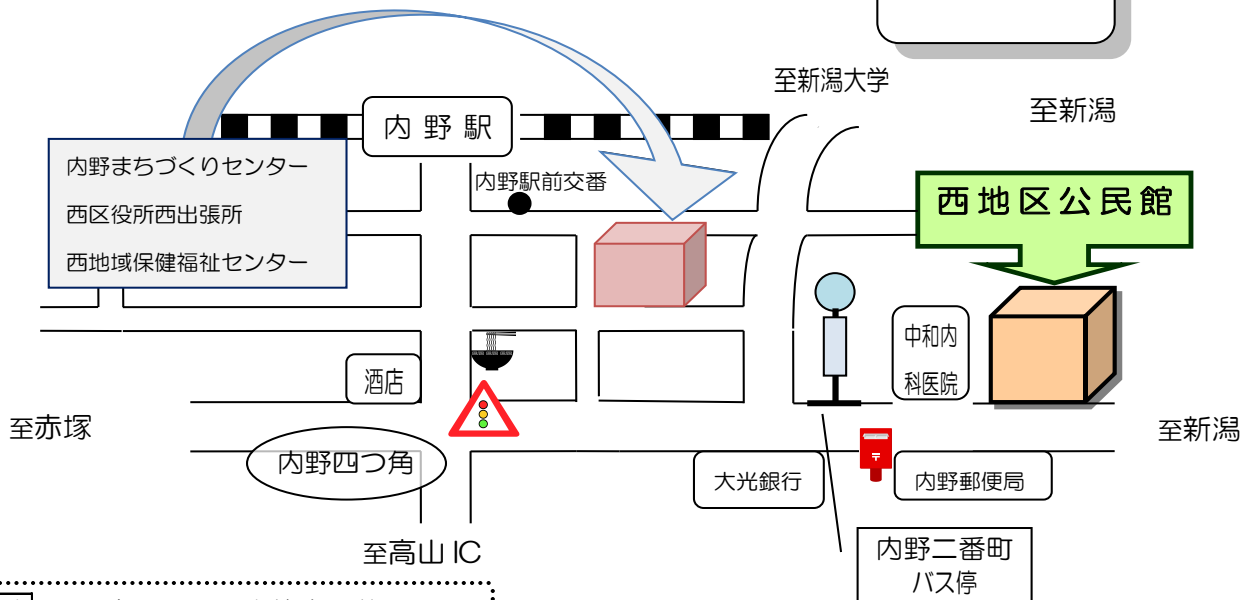 至新潟大学
至新潟
内野駅
内野まちづくりセンター
西区役所西出張所
西地域保健福祉センター
内野駅前交番
西地区公民館
中和内
科医院
酒店
至赤塚
至新潟
内野四つ角
大光銀行
〒
内野郵便局
至高山IC
内野二番町
バス停